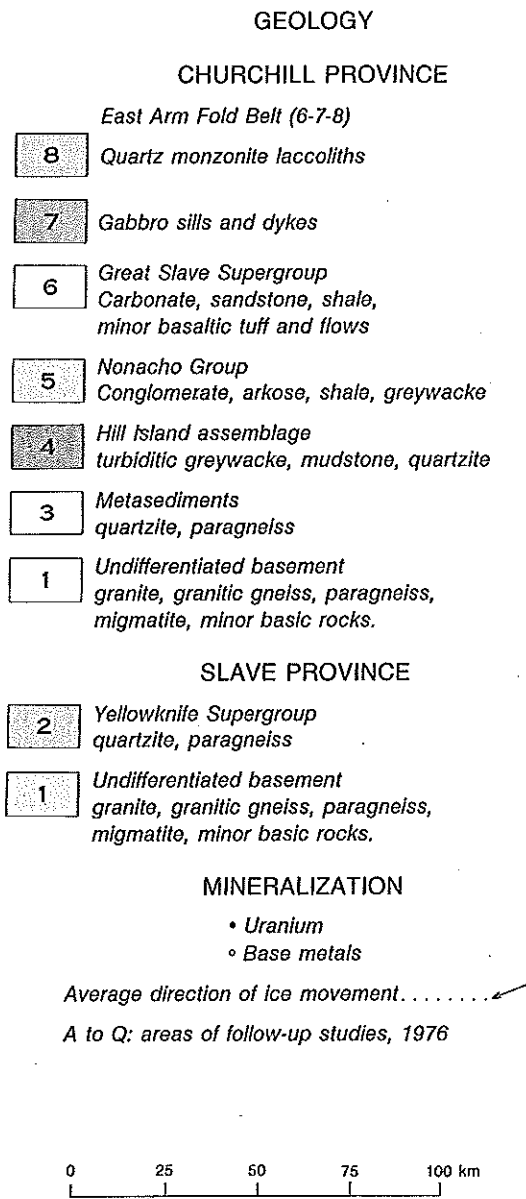 GEOLOGY
CHURCHILL PROVINCE
East Arm Fold Belt (6-7-8)
8 Quartz monzonite laccoliths
7 Gabbro sills and dykes
6 Great Slave Supergroup
Carbonate, sandstone, shale,
minor basaltic tuff and flows
5 Nonacho Group
Conglomerate, arkose, shale, greywacke
4 Hill Island assemblage
turbiditic greywacke, mudstone, quartzite
3 Metasediments
quartzite, paragneiss
1 Undifferentiated basement
granite, granitic gneiss, paragneiss,
migmatite, minor basic rocks.
SLAVE PROVINCE
2 Yellowknife Supergroup
quartzite, paragneiss
1 Undifferentiated basement
granite, granitic gneiss, paragneiss,
migmatite, minor basic rocks.
MINERALIZATION
• Uranium
° Base metals
Average direction of ice movement........
A to Q: areas of follow-up studies, 1976
0 25 50 75 100 km